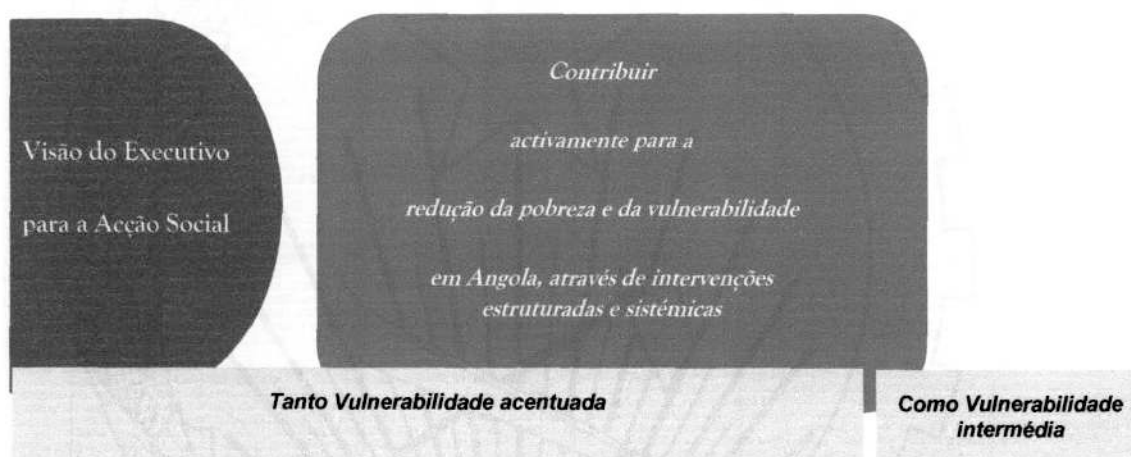 Visão do Executivo
para a Acção Social
Contribuir
activamente para a
redução da pobreza e da vulnerabilidade
em Angola, através de intervenções
estruturadas e sistémicas
Tanto Vulnerabilidade acentuada
Como Vulnerabilidade
intermédia